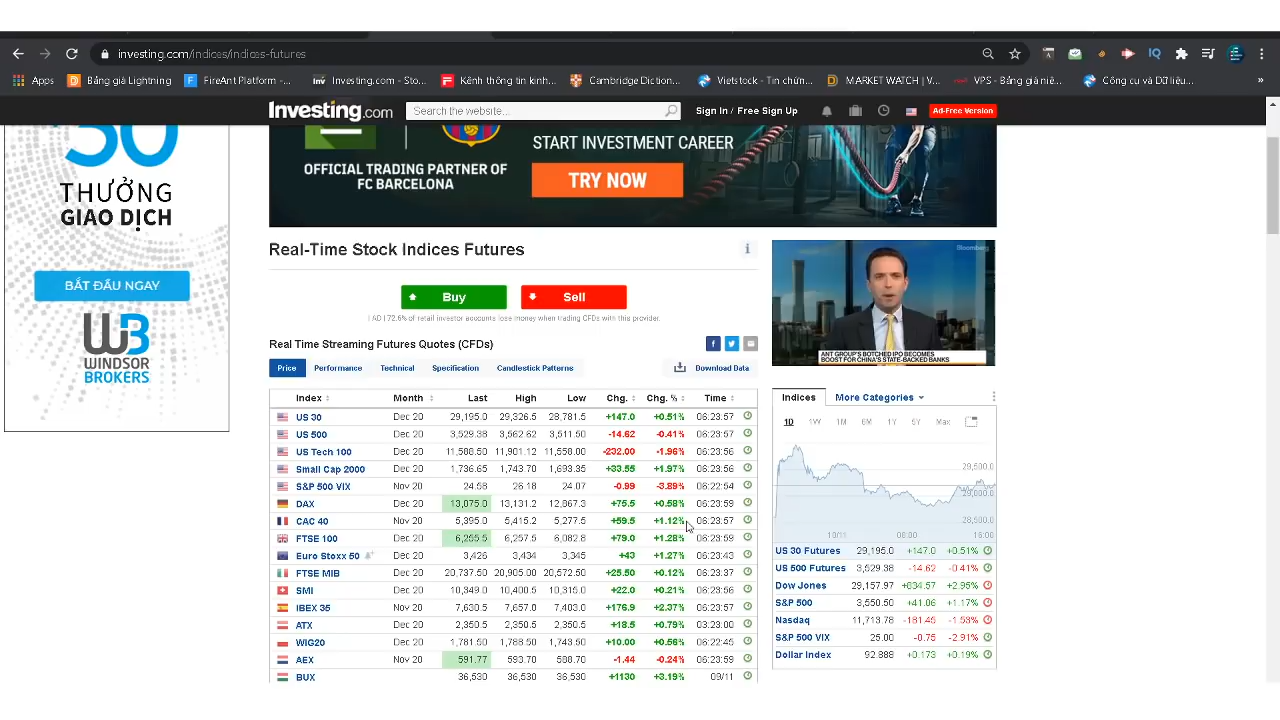 investing.com/indices/indices-futures
Apps Bảng giá Lightning FireAnt Platform -... Investing.com - Sto... Kênh thông tin kinh... Cambridge Diction... Vietstock - Tin chứn... MARKET WATCH | V... VPS - Bảng giá niê... Công cụ và Dữ liệu... »
Investing.com Search the website... Sign In / Free Sign Up Ad-Free Version
THƯỞNG
GIAO DỊCH
BẮT ĐẦU NGAY
WINDSOR
BROKERS
START INVESTMENT CAREER
OFFICIAL TRADING PARTNER OF
FC BARCELONA
TRY NOW
Real-Time Stock Indices Futures
Buy Sell
AD | 72.6% of retail investor accounts lose money when trading CFDs with this provider.
Real Time Streaming Futures Quotes (CFDs)
Price Performance Technical Specification Candlestick Patterns Download Data
Index Month Last High Low Chg. Chg. % Time
US 30 Dec 20 29,195.0 29,326.5 28,781.5 +147.0 +0.51% 06:23:57
US 500 Dec 20 3,529.38 3,562.62 3,511.50 -14.62 -0.41% 06:23:57
US Tech 100 Dec 20 11,588.50 11,901.12 11,558.00 -232.00 -1.96% 06:23:56
Small Cap 2000 Dec 20 1,736.65 1,743.70 1,693.35 +33.55 +1.97% 06:23:56
S&P 500 VIX Nov 20 24.58 26.18 24.07 -0.99 -3.89% 06:22:54
DAX Dec 20 13,075.0 13,131.2 12,867.3 +75.5 +0.58% 06:23:59
CAC 40 Nov 20 5,395.0 5,415.2 5,277.5 +59.5 +1.12% 06:23:57
FTSE 100 Dec 20 6,255.5 6,257.5 6,082.8 +79.0 +1.28% 06:23:59
Euro Stoxx 50 Dec 20 3,426 3,434 3,345 +43 +1.27% 06:23:43
FTSE MIB Dec 20 20,737.50 20,905.00 20,572.50 +25.50 +0.12% 06:23:37
SMI Dec 20 10,349.0 10,400.5 10,315.0 +22.0 +0.21% 06:23:56
IBEX 35 Nov 20 7,630.5 7,657.0 7,403.0 +176.9 +2.37% 06:23:57
ATX Dec 20 2,350.5 2,350.5 2,350.5 +18.5 +0.79% 03:23:00
WIG20 Dec 20 1,781.50 1,788.50 1,743.50 +10.00 +0.56% 06:22:45
AEX Nov 20 591.77 593.70 588.70 -1.44 -0.24% 06:23:59
BUX 36,530 36,530 36,530 +1130 +3.19% 09/11
Bloomberg
ANT GROUP'S BOTCHED IPO BECOMES
BOOST FOR CHINA'S STATE-BACKED BANKS
Indices More Categories
1D 1W 1M 6M 1Y 5Y Max
29,500.0
29,000.0
28,500.0
10/11 08:00 16:00
US 30 Futures 29,195.0 +147.0 +0.51%
US 500 Futures 3,529.38 -14.62 -0.41%
Dow Jones 29,157.97 +834.57 +2.95%
S&P 500 3,550.50 +41.06 +1.17%
Nasdaq 11,713.78 -181.45 -1.53%
S&P 500 VIX 25.00 -0.75 -2.91%
Dollar Index 92.888 +0.173 +0.19%